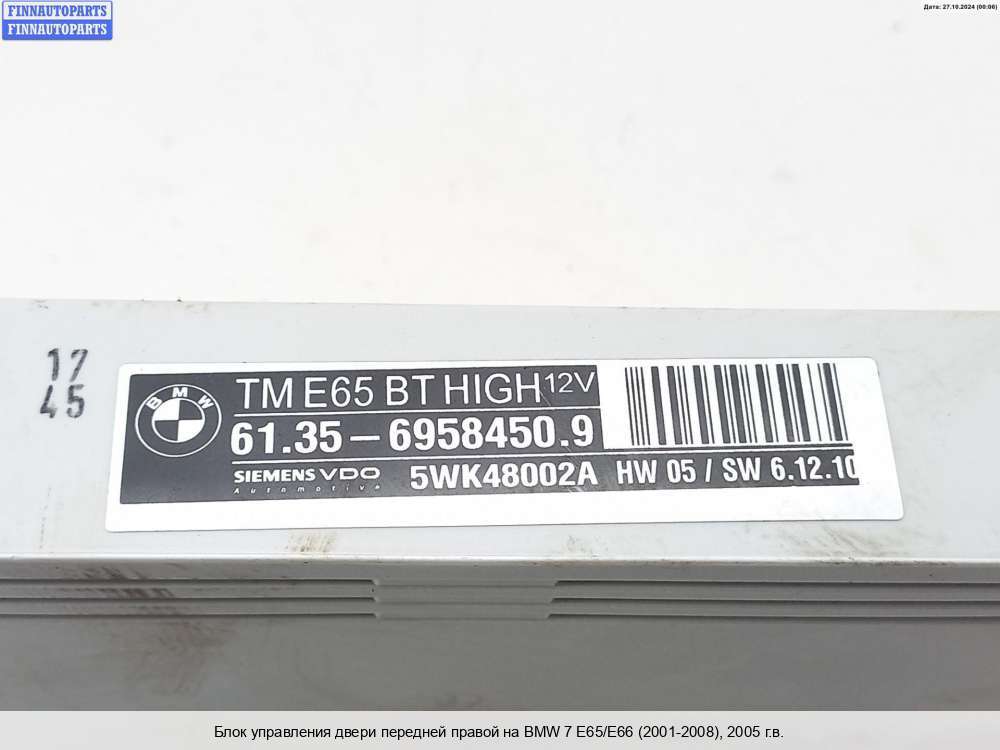 FINNAUTOPARTS
FINNAUTOPARTS
Дата: 27.10.2024 (00:06)
17
45
BMW
TM E65 BT HIGH 12V
61.35 – 6958450.9
SIEMENS VDO
Automotive
5WK48002A HW 05 / SW 6.12.10
Блок управления двери передней правой на BMW 7 E65/E66 (2001-2008), 2005 г.в.